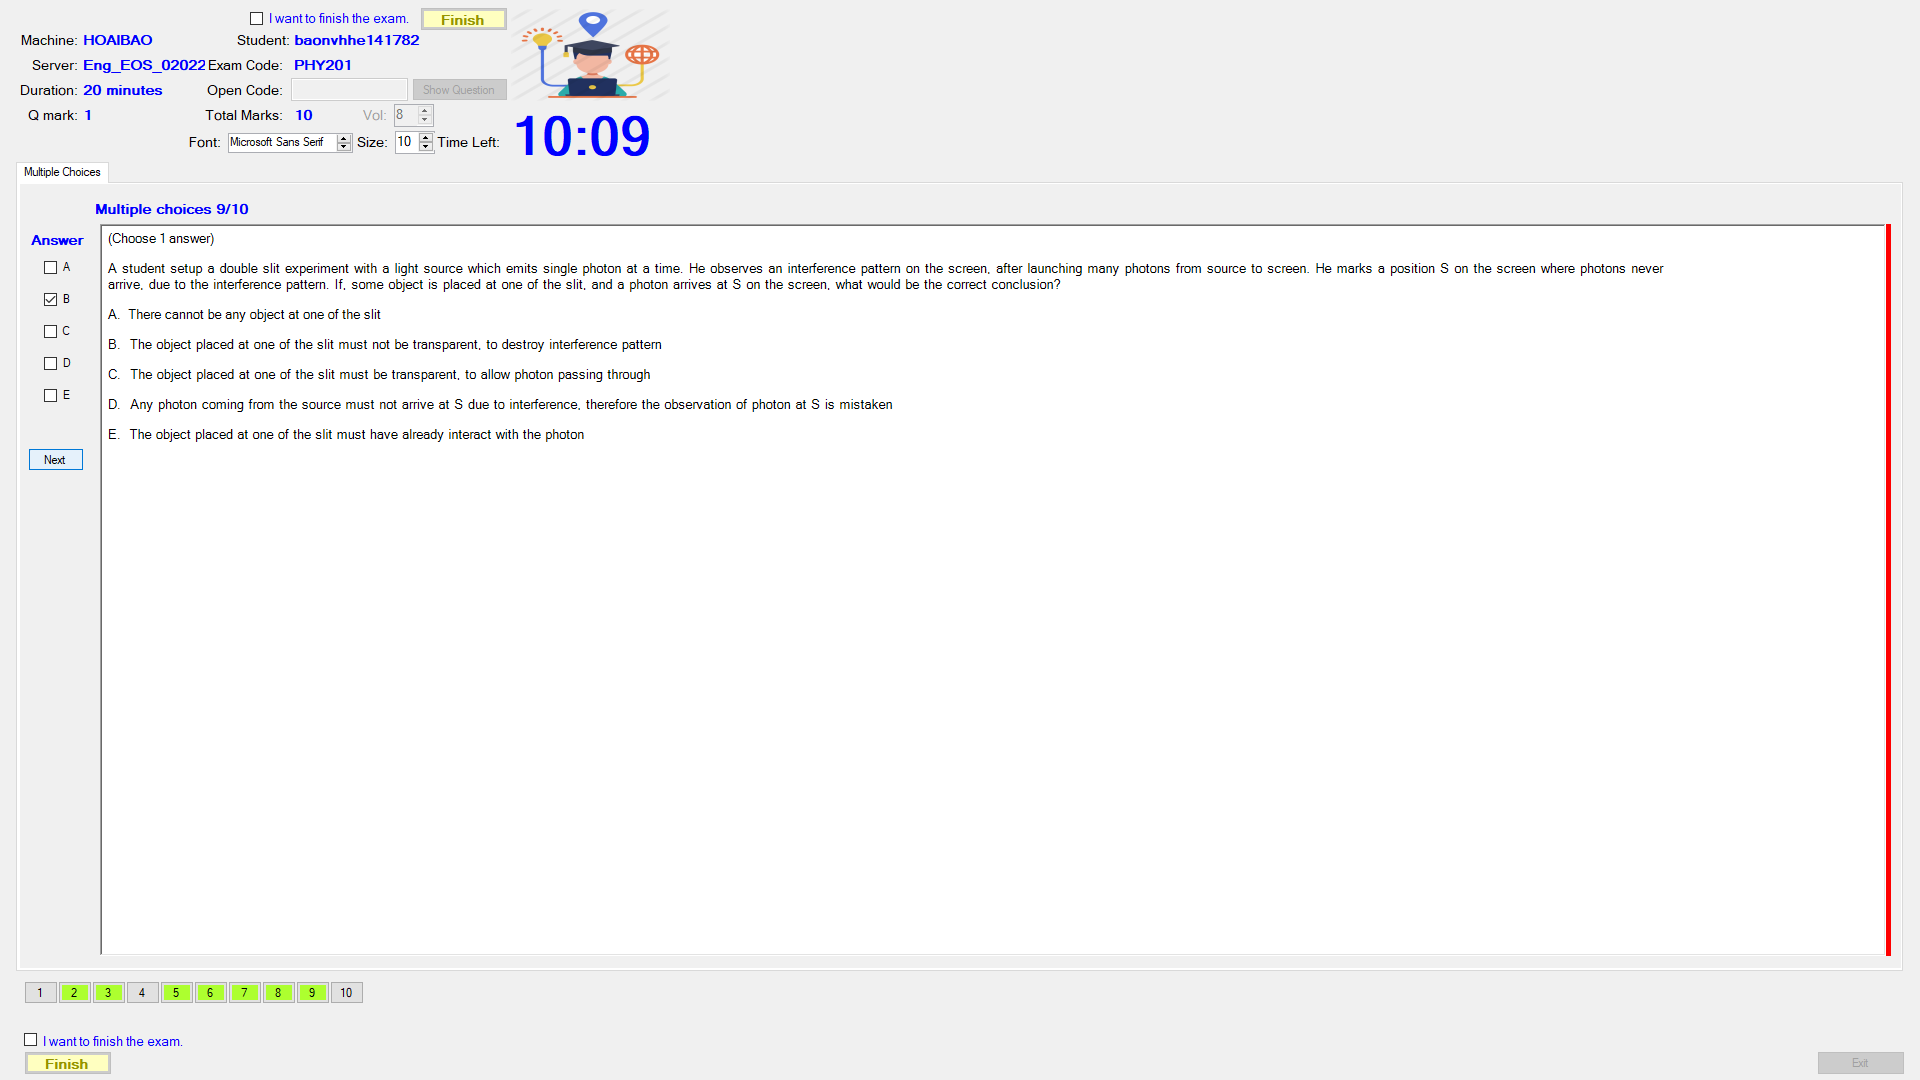 I want to finish the exam.
Finish
Machine: HOAIBAO
Student: baonvhhe141782
Server: Eng_EOS_02022
Exam Code: PHY201
Duration: 20 minutes
Open Code:
Show Question
Q mark: 1
Total Marks: 10
Vol: 8
Font: Microsoft Sans Serif
Size: 10
Time Left: 10:09
Multiple Choices
Multiple choices 9/10
Answer
A
B
C
D
E
Next
(Choose 1 answer)
A student setup a double slit experiment with a light source which emits single photon at a time. He observes an interference pattern on the screen, after launching many photons from source to screen. He marks a position S on the screen where photons never
arrive, due to the interference pattern. If, some object is placed at one of the slit, and a photon arrives at S on the screen, what would be the correct conclusion?
A. There cannot be any object at one of the slit
B. The object placed at one of the slit must not be transparent, to destroy interference pattern
C. The object placed at one of the slit must be transparent, to allow photon passing through
D. Any photon coming from the source must not arrive at S due to interference, therefore the observation of photon at S is mistaken
E. The object placed at one of the slit must have already interact with the photon
1 2 3 4 5 6 7 8 9 10
I want to finish the exam.
Finish
Exit